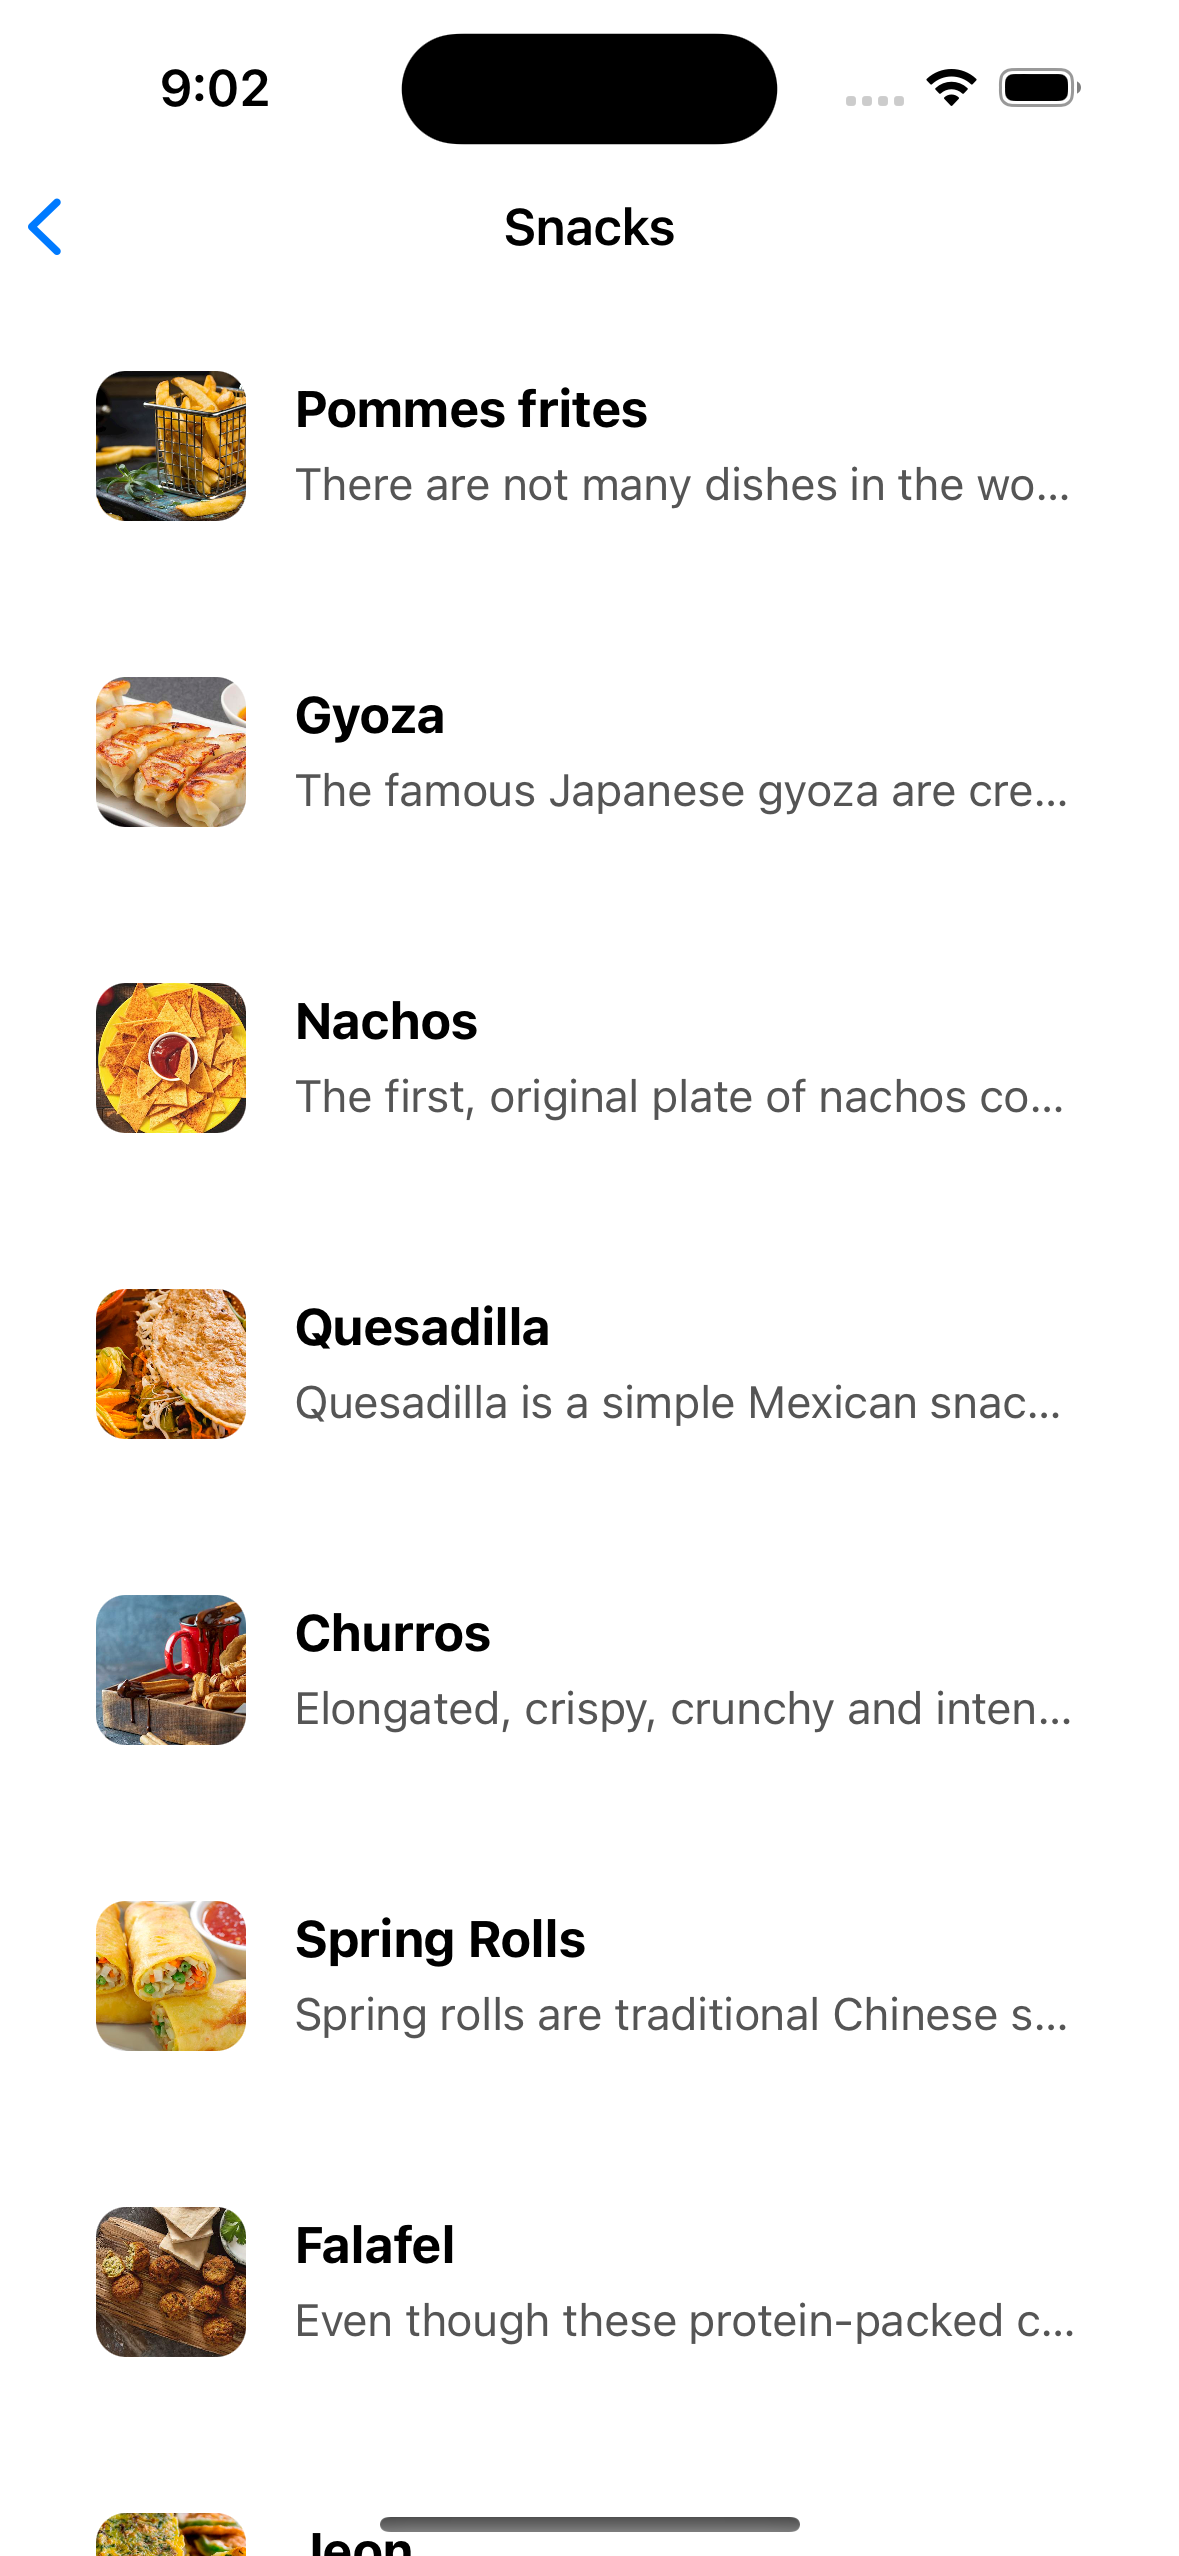 9:02
Snacks
Pommes frites
There are not many dishes in the wo...
Gyoza
The famous Japanese gyoza are cre...
Nachos
The first, original plate of nachos co...
Quesadilla
Quesadilla is a simple Mexican snac...
Churros
Elongated, crispy, crunchy and inten...
Spring Rolls
Spring rolls are traditional Chinese s...
Falafel
Even though these protein-packed c...
Jeon